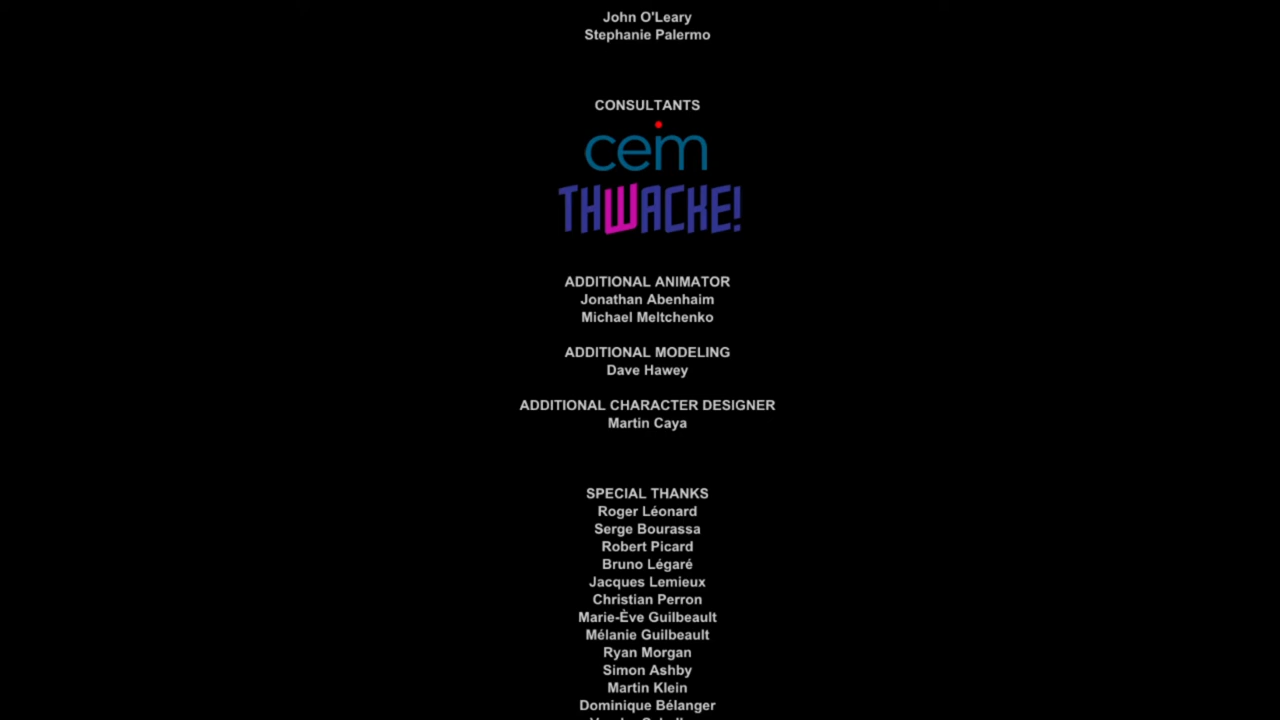 John O'Leary
Stephanie Palermo
CONSULTANTS
ceim
THWACKE!
ADDITIONAL ANIMATOR
Jonathan Abenhaim
Michael Meltchenko
ADDITIONAL MODELING
Dave Hawey
ADDITIONAL CHARACTER DESIGNER
Martin Caya
SPECIAL THANKS
Roger Léonard
Serge Bourassa
Robert Picard
Bruno Légaré
Jacques Lemieux
Christian Perron
Marie-Ève Guilbeault
Mélanie Guilbeault
Ryan Morgan
Simon Ashby
Martin Klein
Dominique Bélanger